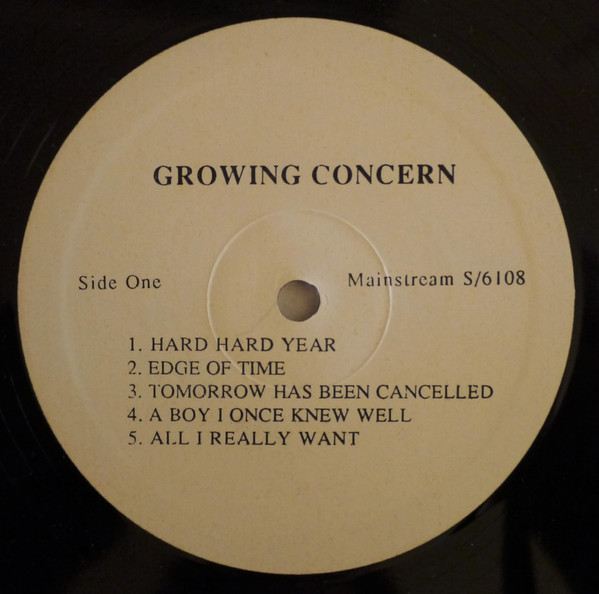 GROWING CONCERN
Side One
Mainstream S/6108
1. HARD HARD YEAR
2. EDGE OF TIME
3. TOMORROW HAS BEEN CANCELLED
4. A BOY I ONCE KNEW WELL
5. ALL I REALLY WANT